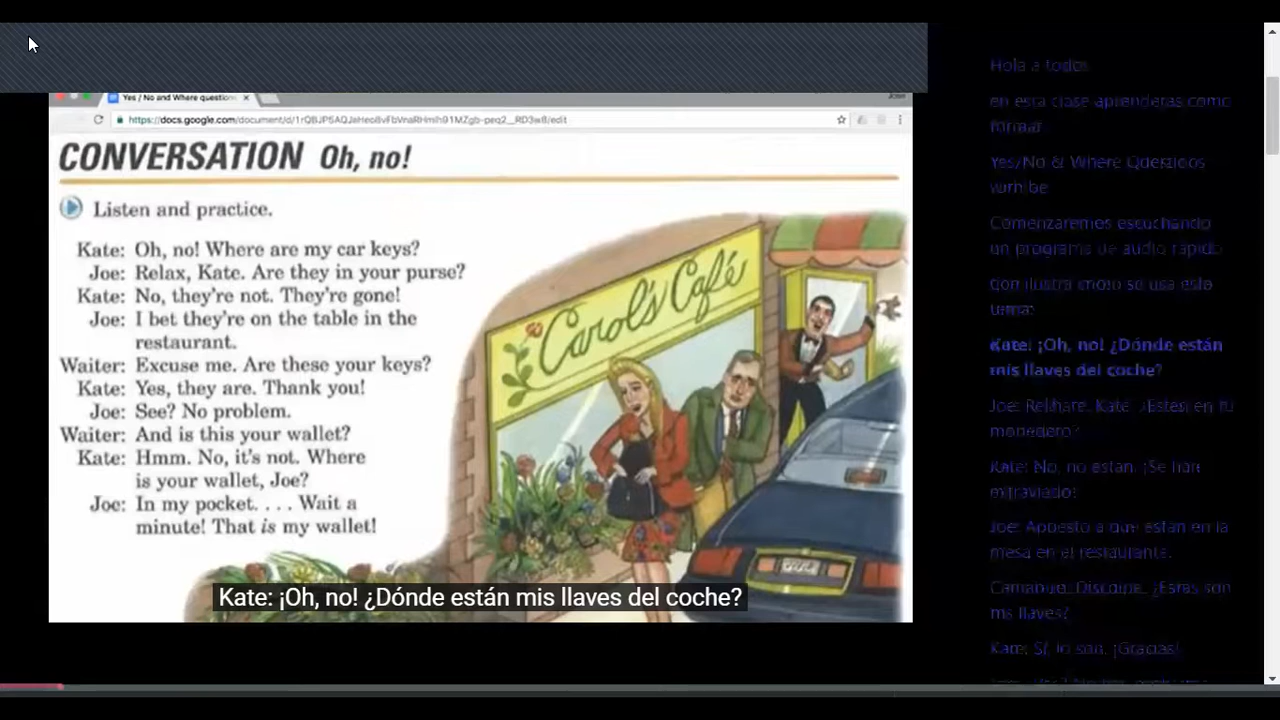 Yes / No and Where question
https://docs.google.com/document/d/
CONVERSATION Oh, no!
Listen and practice.
Kate: Oh, no! Where are my car keys?
Joe: Relax, Kate. Are they in your purse?
Kate: No, they're not. They're gone!
Joe: I bet they're on the table in the
restaurant.
Waiter: Excuse me. Are these your keys?
Kate: Yes, they are. Thank you!
Joe: See? No problem.
Waiter: And is this your wallet?
Kate: Hmm. No, it's not. Where
is your wallet, Joe?
Joe: In my pocket. . . . Wait a
minute! That is my wallet!
Carol's Café
Kate: ¡Oh, no! ¿Dónde están mis llaves del coche?
Hola a todos
en esta clase aprenderas como
formar
Yes/No & Where
be
Comenzaremos escuchando
un programa de audio rápido
se usa este
Kate: ¡Oh, no! ¿Dónde están
mis llaves del coche?
Joe: Kate. en tu
monedero?
Kate: No, no están. ¡Se han
Joe: Apuesto a que están en la
mesa en el restaurante.
¿Estas son
llaves?
Kate: Sí, lo son. ¡Gracias!